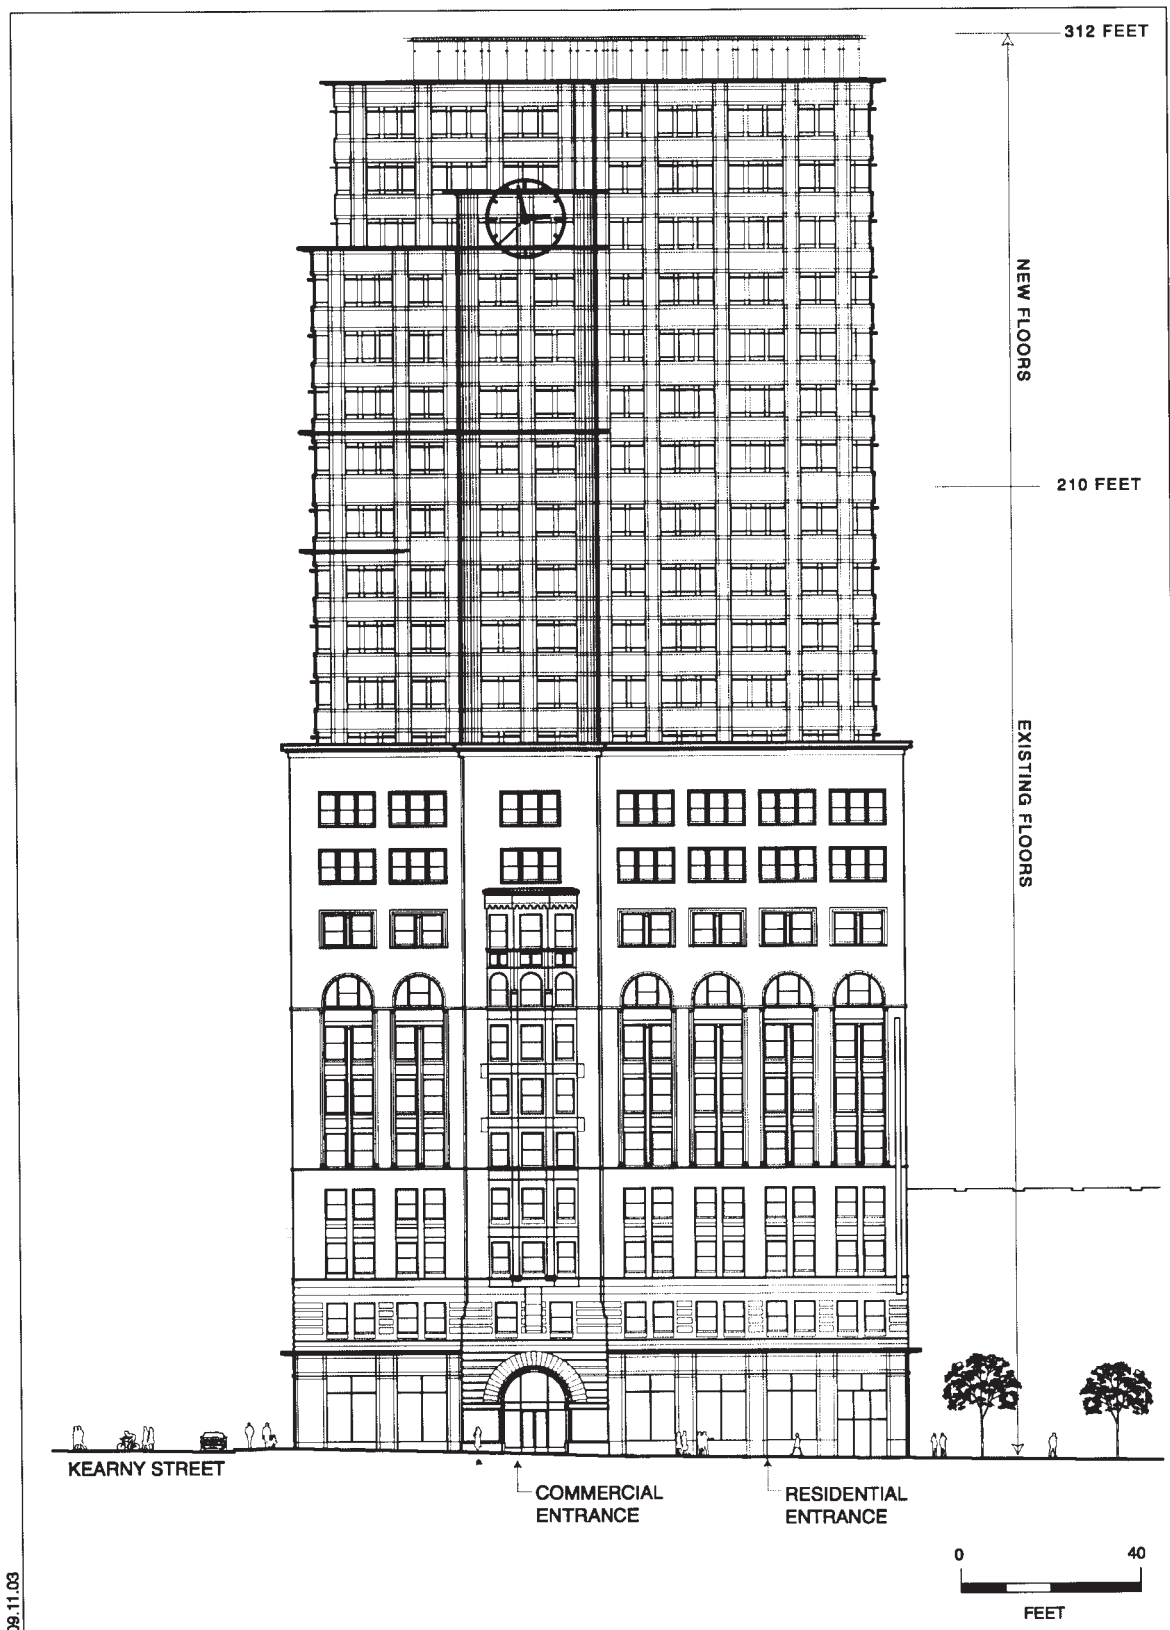 312 FEET
NEW FLOORS
210 FEET
EXISTING FLOORS
KEARNY STREET
COMMERCIAL
ENTRANCE
RESIDENTIAL
ENTRANCE
0 40
FEET
09.11.03